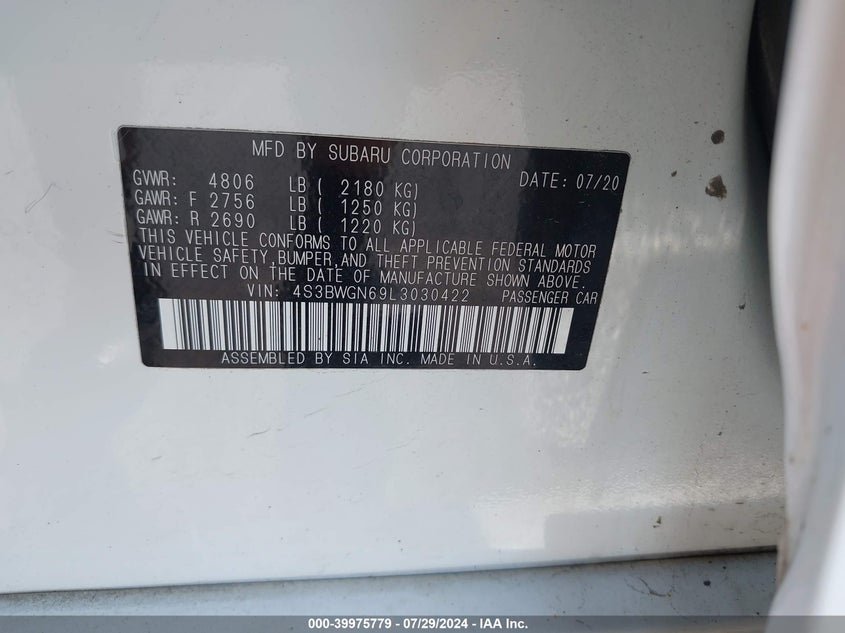 MFD BY SUBARU CORPORATION
GVWR: 4806 LB ( 2180 KG) DATE: 07/20
GAWR: F 2756 LB ( 1250 KG)
GAWR: R 2690 LB ( 1220 KG)
THIS VEHICLE CONFORMS TO ALL APPLICABLE FEDERAL MOTOR
VEHICLE SAFETY,BUMPER,AND THEFT PREVENTION STANDARDS
IN EFFECT ON THE DATE OF MANUFACTURE SHOWN ABOVE.
VIN: 4S3BWGN69L3030422 PASSENGER CAR
ASSEMBLED BY SIA INC. MADE IN U.S.A.
000-39975779 | 07/29/2024 - IAA Inc.